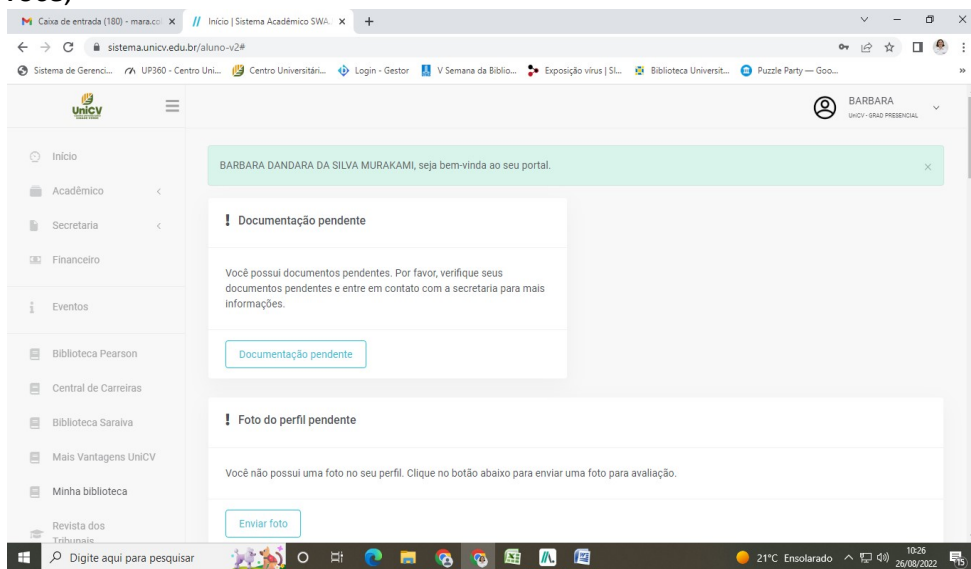 Caixa de entrada (180) - mara.co
Início | Sistema Acadêmico SWA.
sistema.unicv.edu.br/aluno-v2#
Sistema de Gerenci...
UP360 - Centro Uni...
Centro Universitári...
Login - Gestor
V Semana da Biblio...
Exposição vírus | Sl...
Biblioteca Universit...
Puzzle Party — Goo...
»
UniCV
BARBARA
UNICV - GRAD PRESENCIAL
Início
Acadêmico
Secretaria
Financeiro
Eventos
Biblioteca Pearson
Central de Carreiras
Biblioteca Saraiva
Mais Vantagens UniCV
Minha biblioteca
Revista dos
Tribunais
BARBARA DANDARA DA SILVA MURAKAMI, seja bem-vinda ao seu portal.
! Documentação pendente
Você possui documentos pendentes. Por favor, verifique seus
documentos pendentes e entre em contato com a secretaria para mais
informações.
Documentação pendente
! Foto do perfil pendente
Você não possui uma foto no seu perfil. Clique no botão abaixo para enviar uma foto para avaliação.
Enviar foto
Digite aqui para pesquisar
21°C Ensolarado
10:26
26/08/2022
15